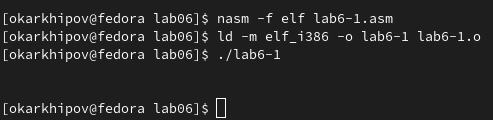 [okarkhipov@fedora lab06]$ nasm -f elf lab6-1.asm
[okarkhipov@fedora lab06]$ ld -m elf_i386 -o lab6-1 lab6-1.o
[okarkhipov@fedora lab06]$ ./lab6-1
[okarkhipov@fedora lab06]$